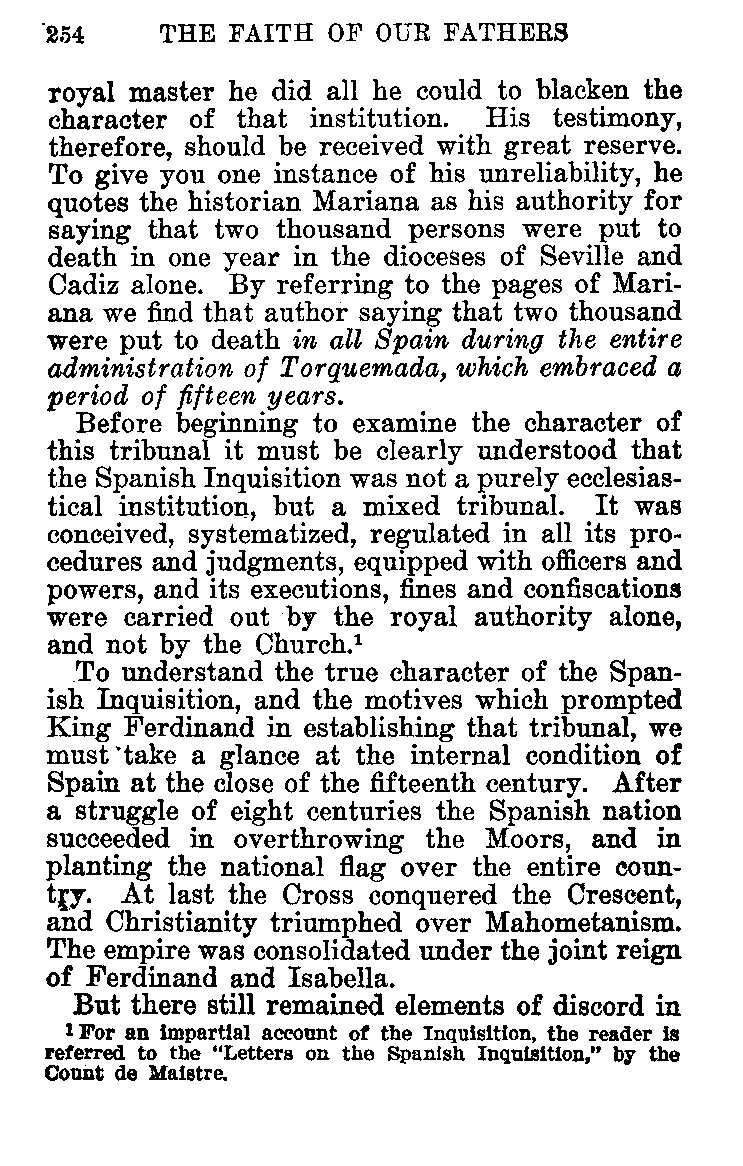 254 THE FAITH OF OUR FATHERS
royal master he did all he could to blacken the
character of that institution. His testimony,
therefore, should be received with great reserve.
To give you one instance of his unreliability, he
quotes the historian Mariana as his authority for
saying that two thousand persons were put to
death in one year in the dioceses of Seville and
Cadiz alone. By referring to the pages of Mari-
ana we find that author saying that two thousand
were put to death in all Spain during the entire
administration of Torquemada, which embraced a
period of fifteen years.
Before beginning to examine the character of
this tribunal it must be clearly understood that
the Spanish Inquisition was not a purely ecclesias-
tical institution, but a mixed tribunal. It was
conceived, systematized, regulated in all its pro-
cedures and judgments, equipped with officers and
powers, and its executions, fines and confiscations
were carried out by the royal authority alone,
and not by the Church.¹
To understand the true character of the Span-
ish Inquisition, and the motives which prompted
King Ferdinand in establishing that tribunal, we
must take a glance at the internal condition of
Spain at the close of the fifteenth century. After
a struggle of eight centuries the Spanish nation
succeeded in overthrowing the Moors, and in
planting the national flag over the entire coun-
try. At last the Cross conquered the Crescent,
and Christianity triumphed over Mahometanism.
The empire was consolidated under the joint reign
of Ferdinand and Isabella.
But there still remained elements of discord in
¹ For an impartial account of the Inquisition, the reader is
referred to the "Letters on the Spanish Inquisition," by the
Count de Maistre.